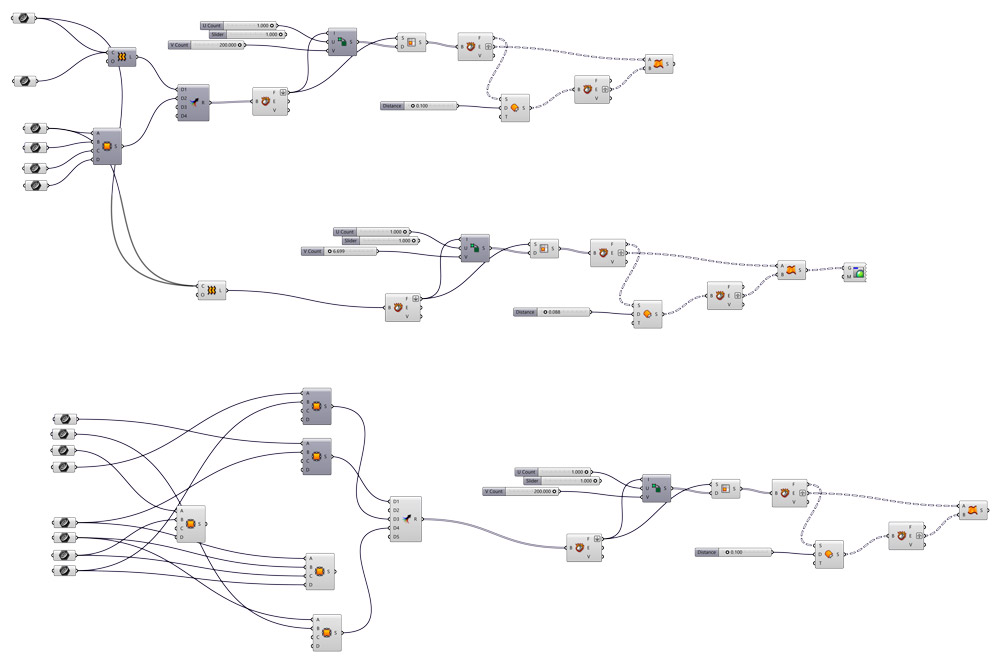 U Count 1.000
Slider 1.000
V Count 200.000
I
U S
V
S
D
F
E
V
A S
B
C L
O
D1
D2 R
D3
D4
F
B E
V
Distance 0.100
S
D S
T
F
B E
V
A
B S
C
D
U Count 1.000
Slider 1.000
V Count 6.699
I
U S
V
S S
D
F
B E
V
A S
B
G
M
C L
O
F
B E
V
Distance 0.088
S
D S
T
F
B E
V
A
B S
C
D
A
B S
C
D
U Count 1.000
Slider 1.000
V Count 200.000
I
U S
V
S S
D
F
B E
V
A
B S
C
D
D1
D2
D3 R
D4
D5
A S
B
F
B E
V
Distance 0.100
S
D S
T
F
B E
V
A
B S
C
D
A
B S
C
D